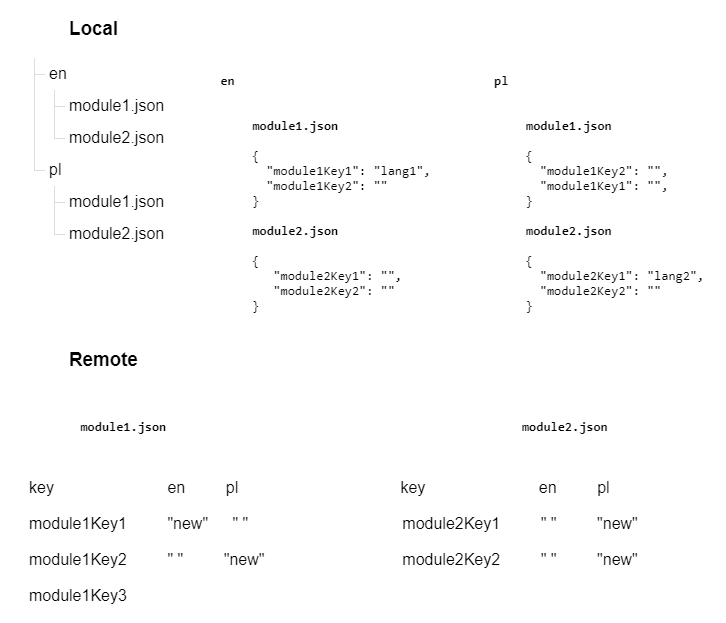 Local
en
module1.json
module2.json
pl
module1.json
module2.json
en
module1.json
{
"module1Key1": "lang1",
"module1Key2": ""
}
module2.json
{
"module2Key1": "",
"module2Key2": ""
}
pl
module1.json
{
"module1Key2": "",
"module1Key1": "",
}
module2.json
{
"module2Key1": "lang2",
"module2Key2": ""
}
Remote
module1.json
key en pl
module1Key1 "new" " "
module1Key2 " " "new"
module1Key3
module2.json
key en pl
module2Key1 " " "new"
module2Key2 " " "new"